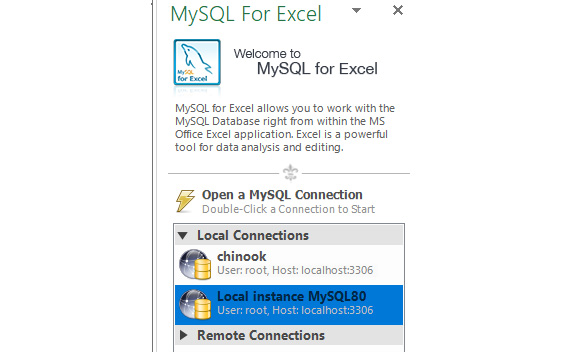 MySQL For Excel
MySQL
for Excel
Welcome to
MySQL for Excel
MySQL for Excel allows you to work with the
MySQL Database right from within the MS
Office Excel application. Excel is a powerful
tool for data analysis and editing.
Open a MySQL Connection
Double-Click a Connection to Start
Local Connections
chinook
User: root, Host: localhost:3306
Local instance MySQL80
User: root, Host: localhost:3306
Remote Connections